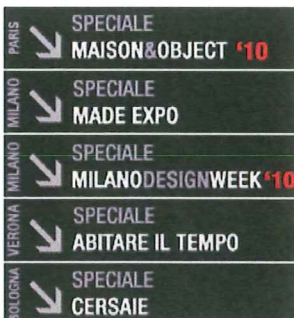 PARIS
SPECIALE
MAISON&OBJECT '10
MILANO
SPECIALE
MADE EXPO
MILANO
SPECIALE
MILANODESIGNWEEK'10
VERONA
SPECIALE
ABITARE IL TEMPO
BOLOGNA
SPECIALE
CERSAIE